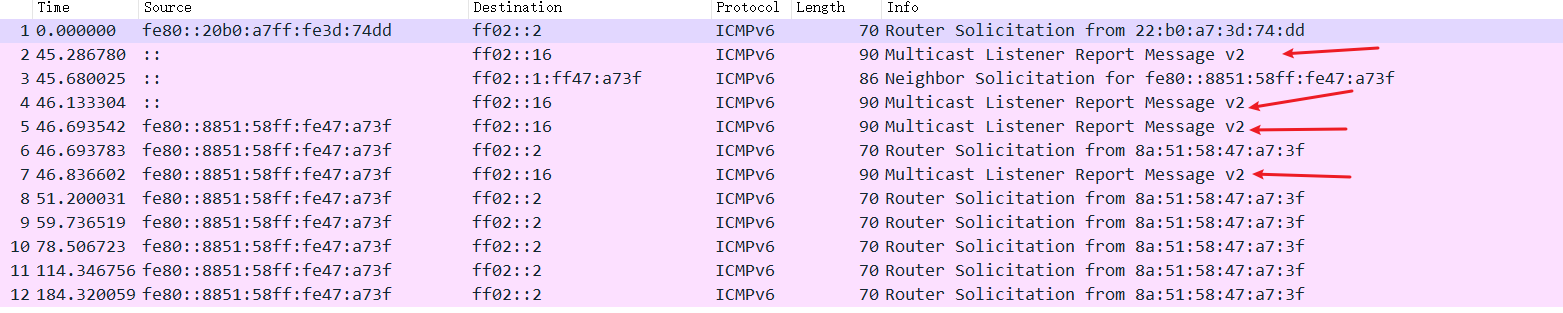 Time Source Destination Protocol Length Info
1 0.000000 fe80::20b0:a7ff:fe3d:74dd ff02::2 ICMPv6 70 Router Solicitation from 22:b0:a7:3d:74:dd
2 45.286780 :: ff02::16 ICMPv6 90 Multicast Listener Report Message v2
3 45.680025 :: ff02::1:ff47:a73f ICMPv6 86 Neighbor Solicitation for fe80::8851:58ff:fe47:a73f
4 46.133304 :: ff02::16 ICMPv6 90 Multicast Listener Report Message v2
5 46.693542 fe80::8851:58ff:fe47:a73f ff02::16 ICMPv6 90 Multicast Listener Report Message v2
6 46.693783 fe80::8851:58ff:fe47:a73f ff02::2 ICMPv6 70 Router Solicitation from 8a:51:58:47:a7:3f
7 46.836602 fe80::8851:58ff:fe47:a73f ff02::16 ICMPv6 90 Multicast Listener Report Message v2
8 51.200031 fe80::8851:58ff:fe47:a73f ff02::2 ICMPv6 70 Router Solicitation from 8a:51:58:47:a7:3f
9 59.736519 fe80::8851:58ff:fe47:a73f ff02::2 ICMPv6 70 Router Solicitation from 8a:51:58:47:a7:3f
10 78.506723 fe80::8851:58ff:fe47:a73f ff02::2 ICMPv6 70 Router Solicitation from 8a:51:58:47:a7:3f
11 114.346756 fe80::8851:58ff:fe47:a73f ff02::2 ICMPv6 70 Router Solicitation from 8a:51:58:47:a7:3f
12 184.320059 fe80::8851:58ff:fe47:a73f ff02::2 ICMPv6 70 Router Solicitation from 8a:51:58:47:a7:3f